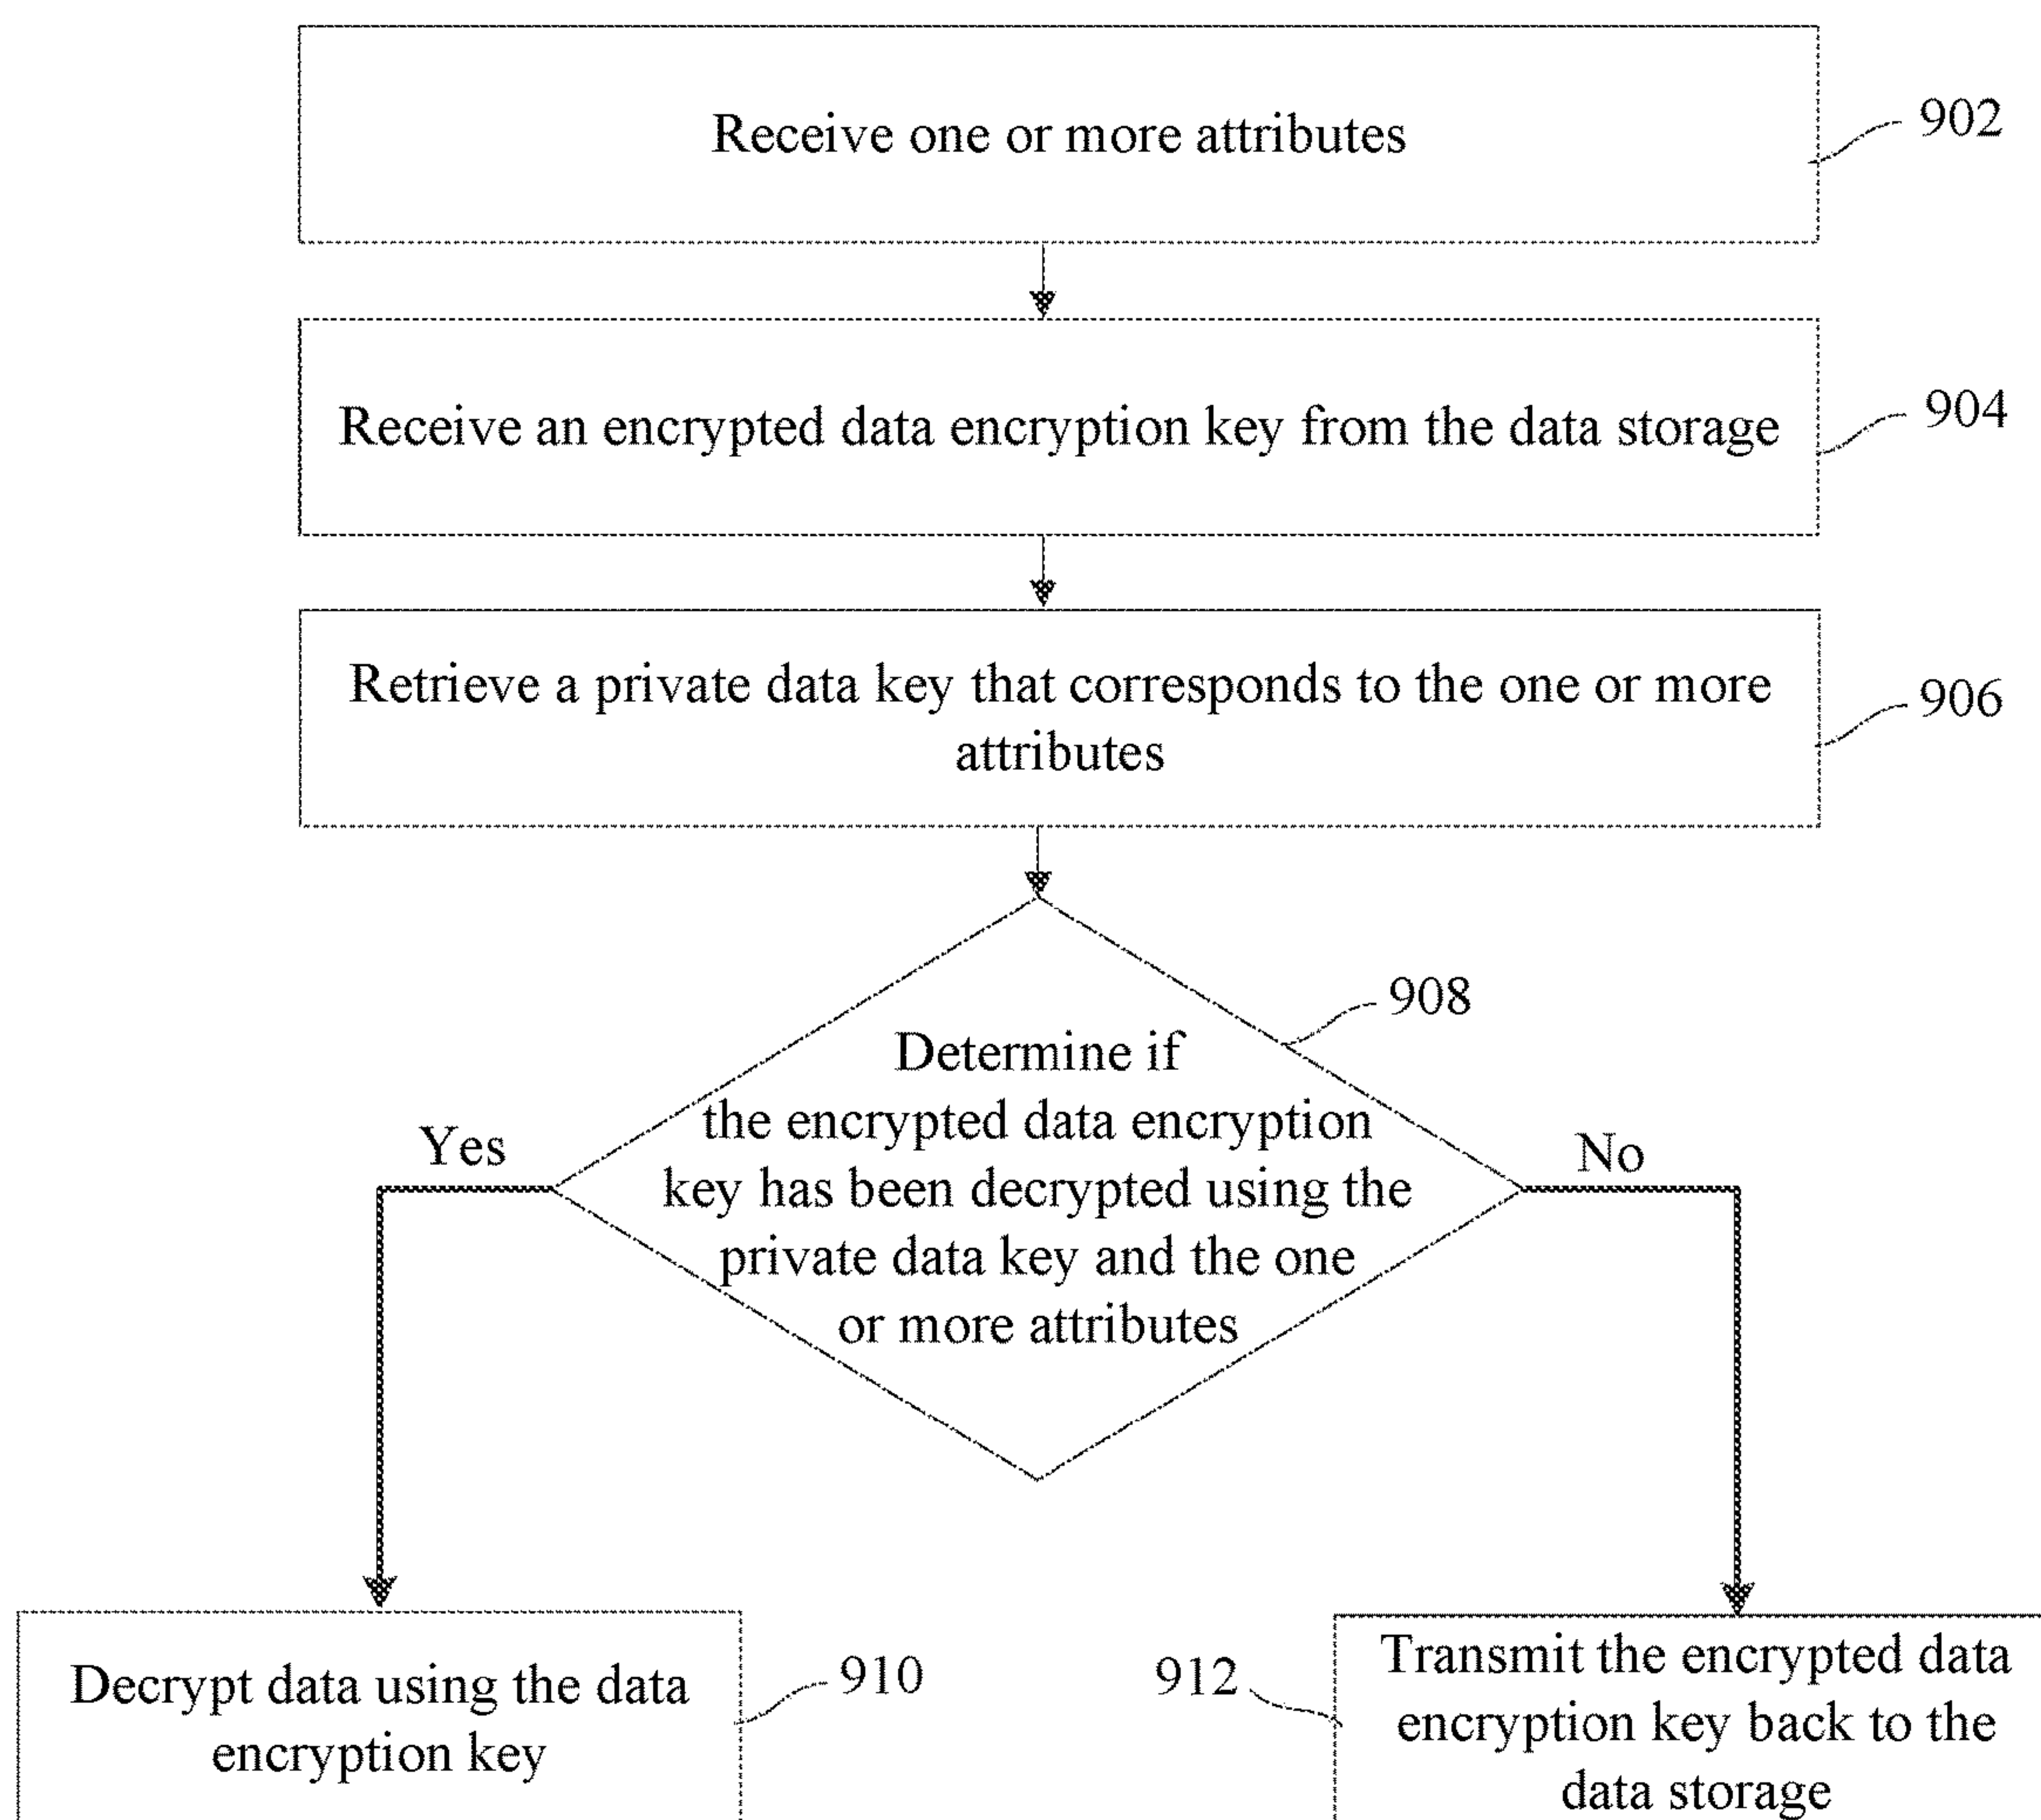 Receive one or more attributes
902
Receive an encrypted data encryption key from the data storage
904
Retrieve a private data key that corresponds to the one or more
attributes
906
908
Determine if
the encrypted data encryption
key has been decrypted using the
private data key and the one
or more attributes
Yes
No
Decrypt data using the data
encryption key
910
912
Transmit the encrypted data
encryption key back to the
data storage